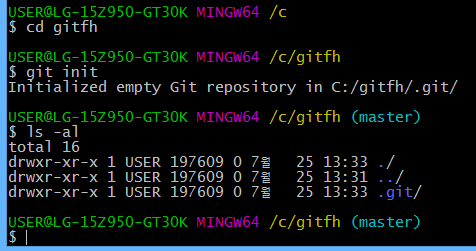 USER@LG-15Z950-GT30K MINGW64 /c
$ cd gitfh

USER@LG-15Z950-GT30K MINGW64 /c/gitfh
$ git init
Initialized empty Git repository in C:/gitfh/.git/

USER@LG-15Z950-GT30K MINGW64 /c/gitfh (master)
$ ls -al
total 16
drwxr-xr-x 1 USER 197609 0 7월  25 13:33 ./
drwxr-xr-x 1 USER 197609 0 7월  25 13:31 ../
drwxr-xr-x 1 USER 197609 0 7월  25 13:33 .git/

USER@LG-15Z950-GT30K MINGW64 /c/gitfh (master)
$